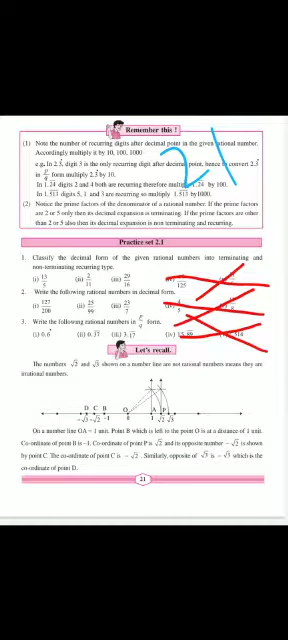 Remember this !
(1) Note the number of recurring digits after decimal point in the given rational number.
Accordingly multiply it by 10, 100, 1000
e.g. In 2.3̇, digit 3 is the only recurring digit after decimal point, hence to convert 2.3̇
in p/q form multiply 2.3̇ by 10.
In 1.24 digits 2 and 4 both are recurring therefore multiply 1.24 by 100.
In 1.513 digits 5, 1 and 3 are recurring so multiply 1.513 by1000.
(2) Notice the prime factors of the denominator of a rational number. If the prime factors
are 2 or 5 only then its decimal expansion is terminating. If the prime factors are other
than 2 or 5 also then its decimal expansion is non terminating and recurring.
21
Practice set 2.1
1. Classify the decimal form of the given rational numbers into terminating and
non-terminating recurring type.
(i) 13/5 (ii) 2/11 (iii) 29/16 (iv) 125
2. Write the following rational numbers in decimal form.
(i) 127/200 (ii) 25/99 (iii) 23/7 (iv) 4/5
3. Write the following rational numbers in p/q form.
(i) 0.6̇ (ii) 0.37 (iii) 3.17 (iv) 15.89 514
Let's recall.
The numbers √2 and √3 shown on a number line are not rational numbers means they are
irrational numbers.
D C B O A P
-√3 -√2 -1 0 1 √2 √3
On a number line OA = 1 unit. Point B which is left to the point O is at a distance of 1 unit.
Co-ordinate of point B is -1. Co-ordinate of point P is √2 and its opposite number -√2 is shown
by point C. The co-ordinate of point C is -√2. Similarly, opposite of √3 is -√3 which is the
co-ordinate of point D.
21